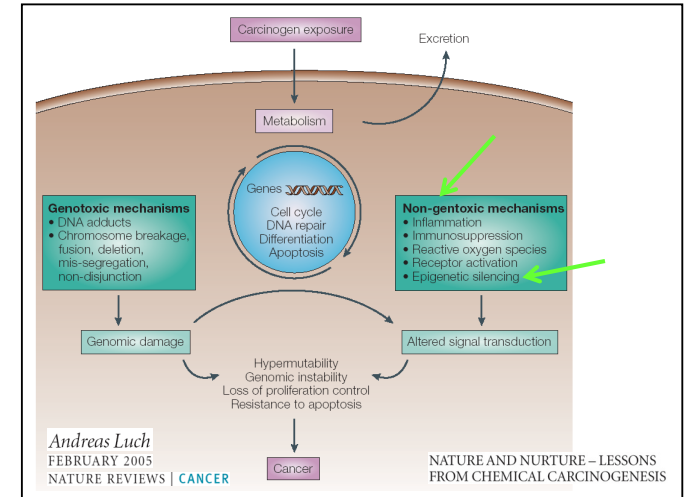 Carcinogen exposure
Excretion
Metabolism
Genes
Cell cycle
DNA repair
Differentiation
Apoptosis
Genotoxic mechanisms
• DNA adducts
• Chromosome breakage,
fusion, deletion,
mis-segregation,
non-disjunction
Non-gentoxic mechanisms
• Inflammation
• Immunosuppression
• Reactive oxygen species
• Receptor activation
• Epigenetic silencing
Genomic damage
Altered signal transduction
Hypermutability
Genomic instability
Loss of proliferation control
Resistance to apoptosis
Cancer
Andreas Luch
FEBRUARY 2005
NATURE REVIEWS | CANCER
NATURE AND NURTURE – LESSONS
FROM CHEMICAL CARCINOGENESIS